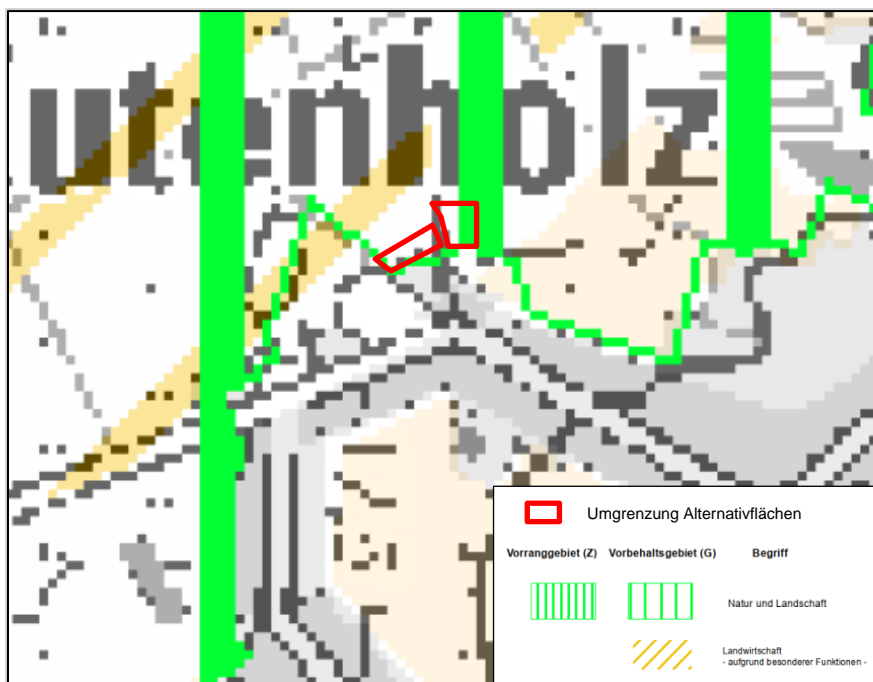 utenholz
Umgrenzung Alternativflächen
Vorranggebiet (Z) Vorbehaltsgebiet (G) Begriff
Natur und Landschaft
Landwirtschaft
- aufgrund besonderer Funktionen -